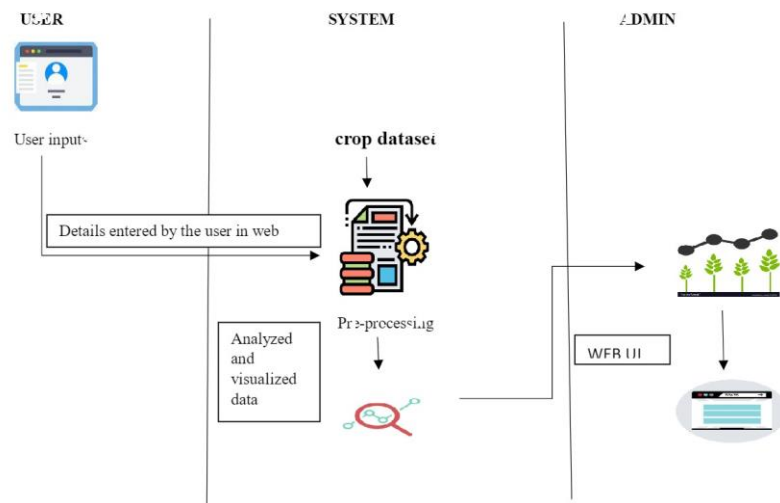 USER
SYSTEM
ADMIN
User inputs
crop dataset
Details entered by the user in web
Pre-processing
Analyzed
and
visualized
data
WEB UI